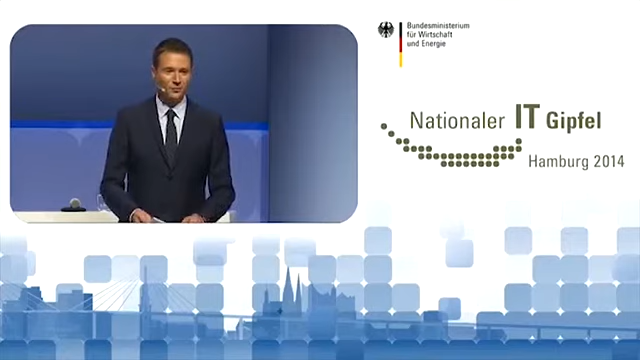 Bundesministerium
für Wirtschaft
und Energie
Nationaler IT Gipfel
Hamburg 2014